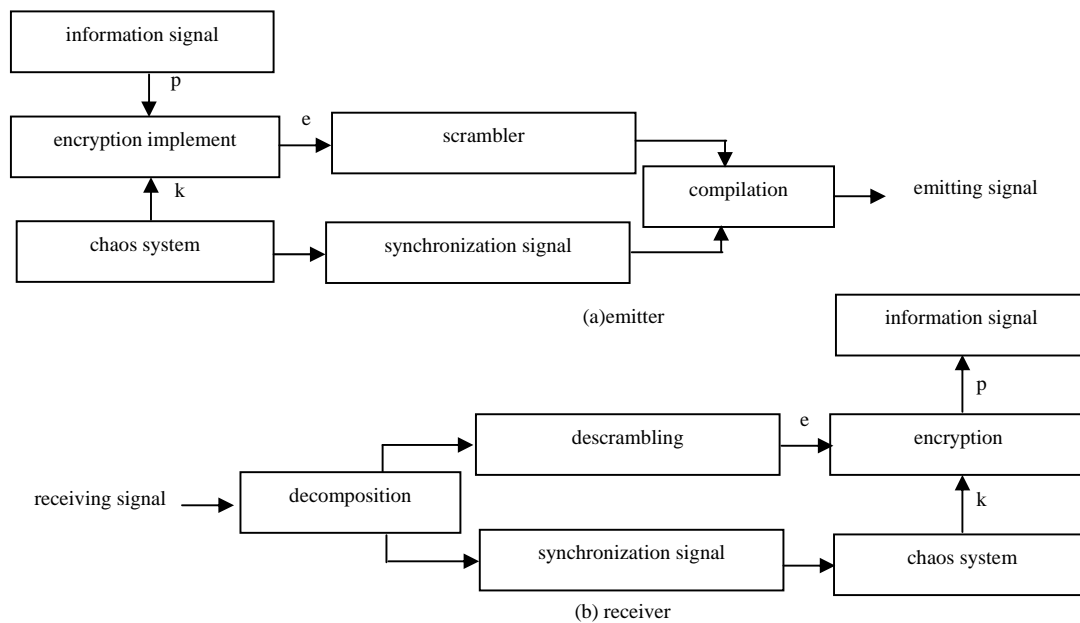 information signal
p
encryption implement
e
scrambler
k
compilation
emitting signal
chaos system
synchronization signal
(a)emitter
information signal
p
descrambling
e
encryption
receiving signal
decomposition
k
synchronization signal
chaos system
(b) receiver